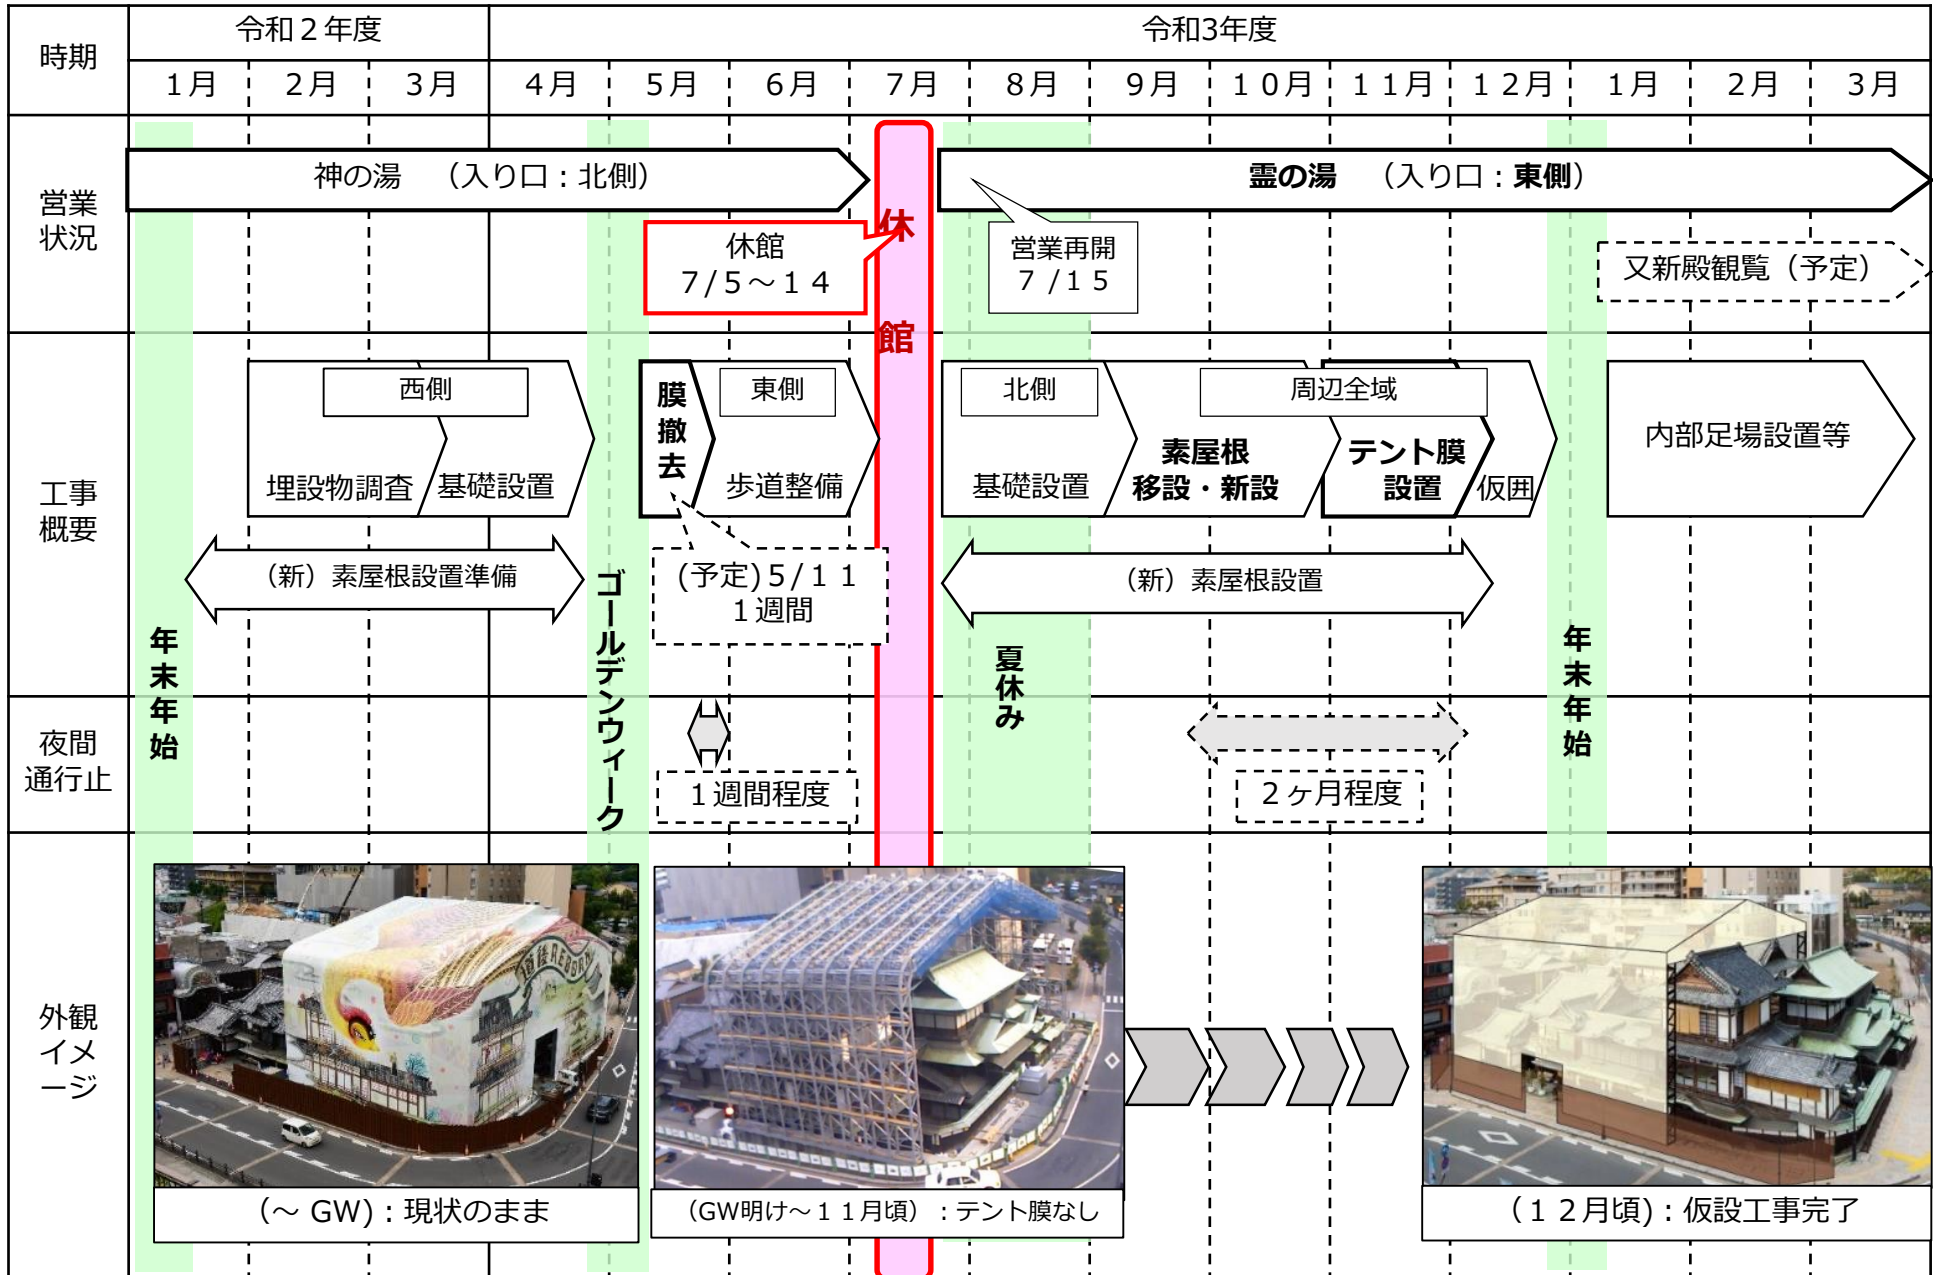 時期
令和２年度
令和3年度
１月
２月
３月
４月
５月
６月
７月
８月
９月
１０月
１１月
１２月
１月
２月
３月
営業
状況
神の湯　（入り口：北側）
霊の湯　（入り口：東側）
休
館
休館
７/５～１４
営業再開
７/１５
又新殿観覧（予定）
工事
概要
西側
埋設物調査
基礎設置
膜
撤
去
東側
歩道整備
北側
基礎設置
周辺全域
素屋根
移設・新設
テント膜
設置
仮囲
内部足場設置等
（新）素屋根設置準備
(予定)５/１１
１週間
（新）素屋根設置
年末年始
ゴールデンウィーク
夏休み
年末年始
夜間
通行止
１週間程度
２ヶ月程度
外観
イメ
ージ
道後REBORN
（～ GW)：現状のまま
（GW明け～１１月頃）：テント膜なし
（１２月頃)：仮設工事完了